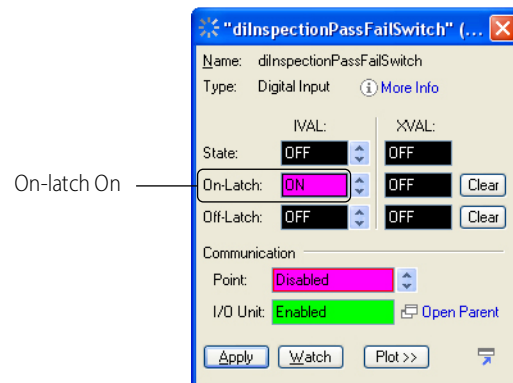 "diInspectionPassFailSwitch" (...
Name: diInspectionPassFailSwitch
Type: Digital Input More Info
IVAL: XVAL:
State: OFF OFF
On-latch On
On-Latch: ON OFF Clear
Off-Latch: OFF OFF Clear
Communication
Point: Disabled
I/O Unit: Enabled Open Parent
Apply Watch Plot >>